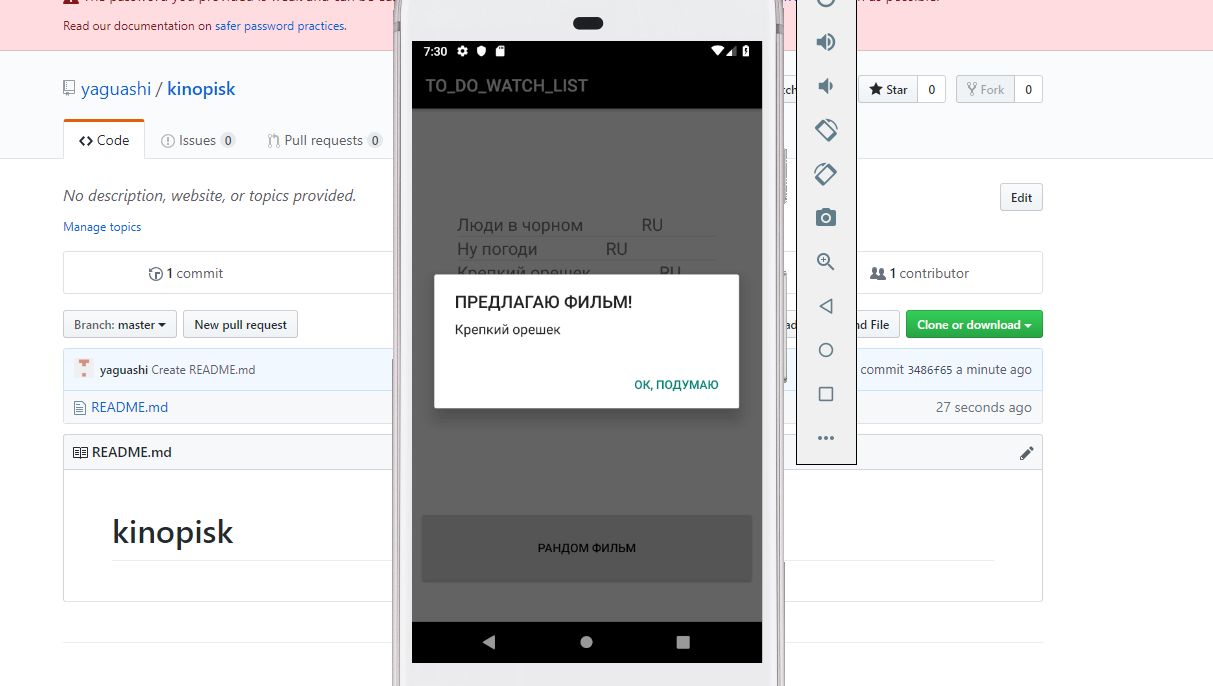 Read our documentation on safer password practices.
yaguashi / kinopisk
Star 0
Fork 0
Code
Issues 0
Pull requests 0
No description, website, or topics provided.
Edit
Manage topics
1 commit
1 contributor
Branch: master
New pull request
nd File
Clone or download
yaguashi Create README.md
commit 3486f65 a minute ago
README.md
27 seconds ago
README.md
kinopisk
7:30
TO_DO_WATCH_LIST
Люди в чорном RU
Ну погоди RU
Крепкий орешек RU
ПРЕДЛАГАЮ ФИЛЬМ!
Крепкий орешек
ОК, ПОДУМАЮ
РАНДОМ ФИЛЬМ